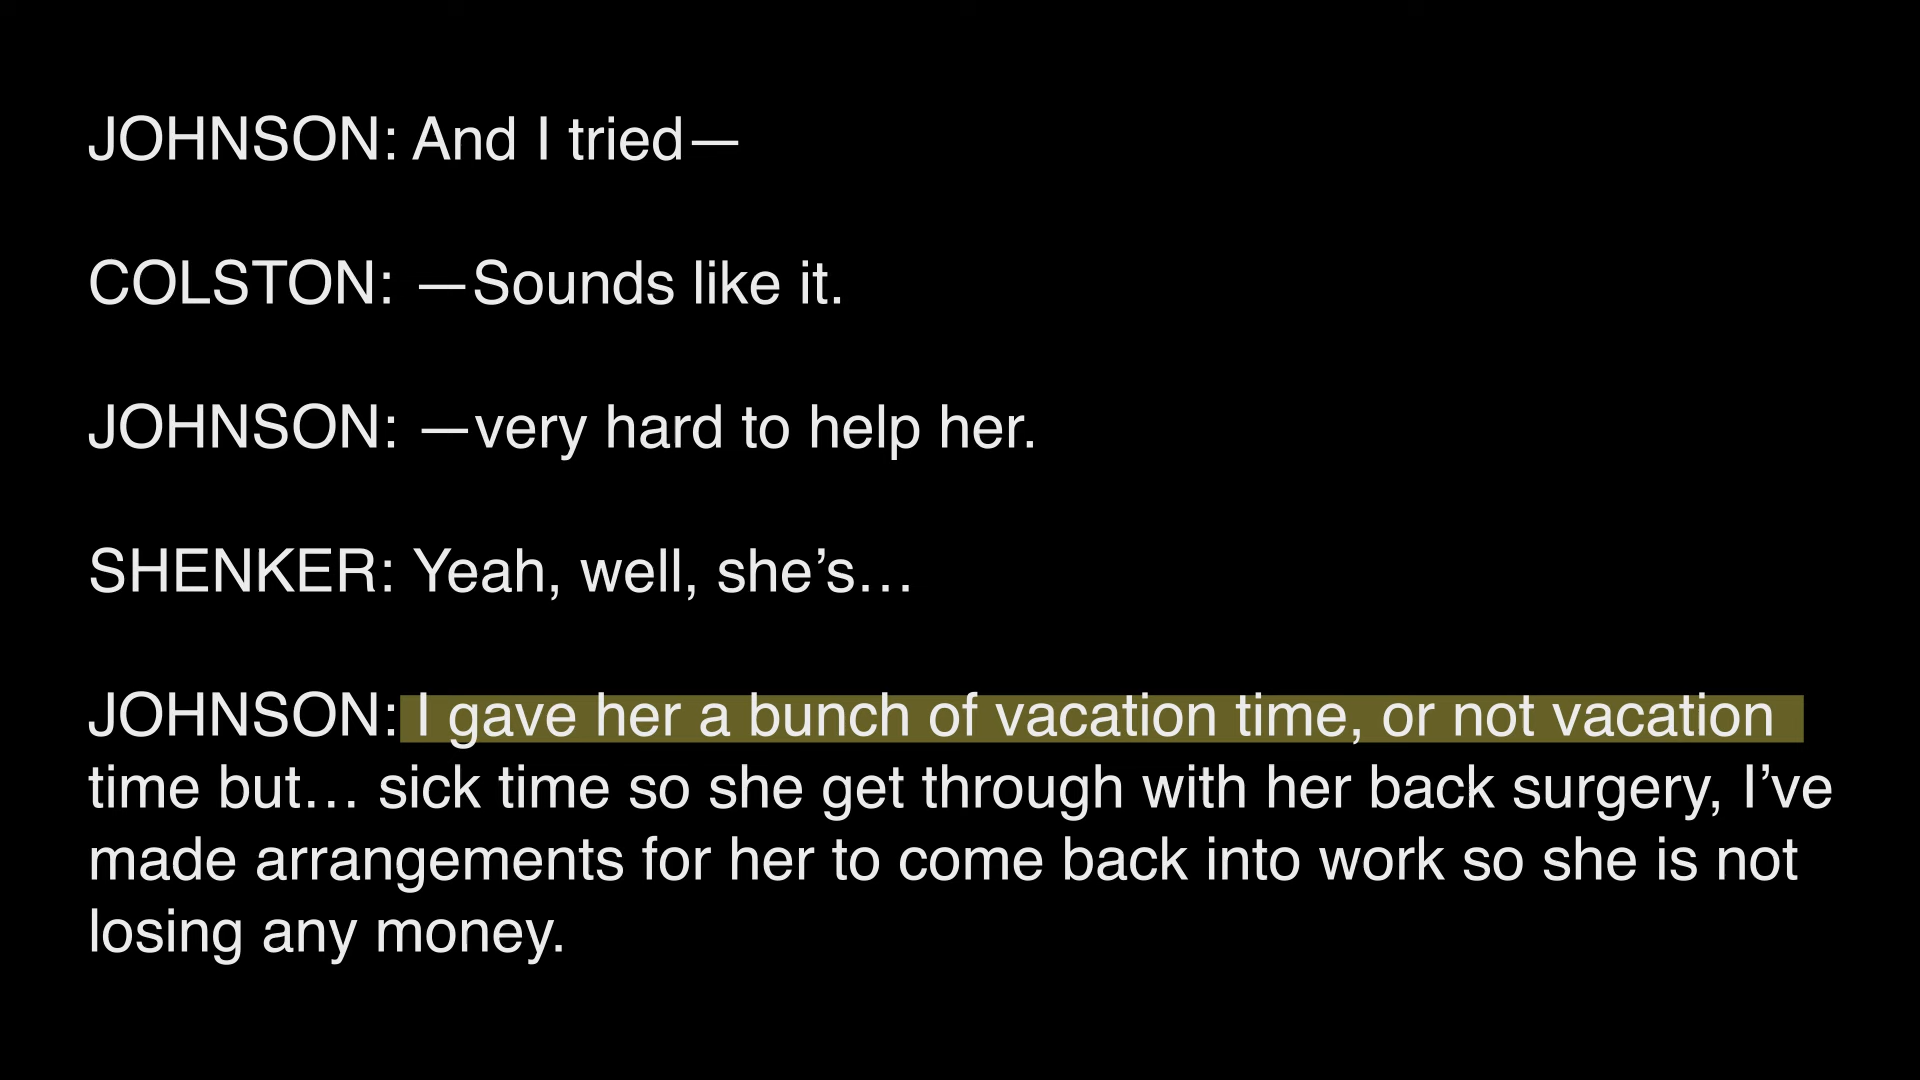 JOHNSON: And I tried—
COLSTON: —Sounds like it.
JOHNSON: —very hard to help her.
SHENKER: Yeah, well, she’s…
JOHNSON: I gave her a bunch of vacation time, or not vacation
time but… sick time so she get through with her back surgery, I’ve
made arrangements for her to come back into work so she is not
losing any money.